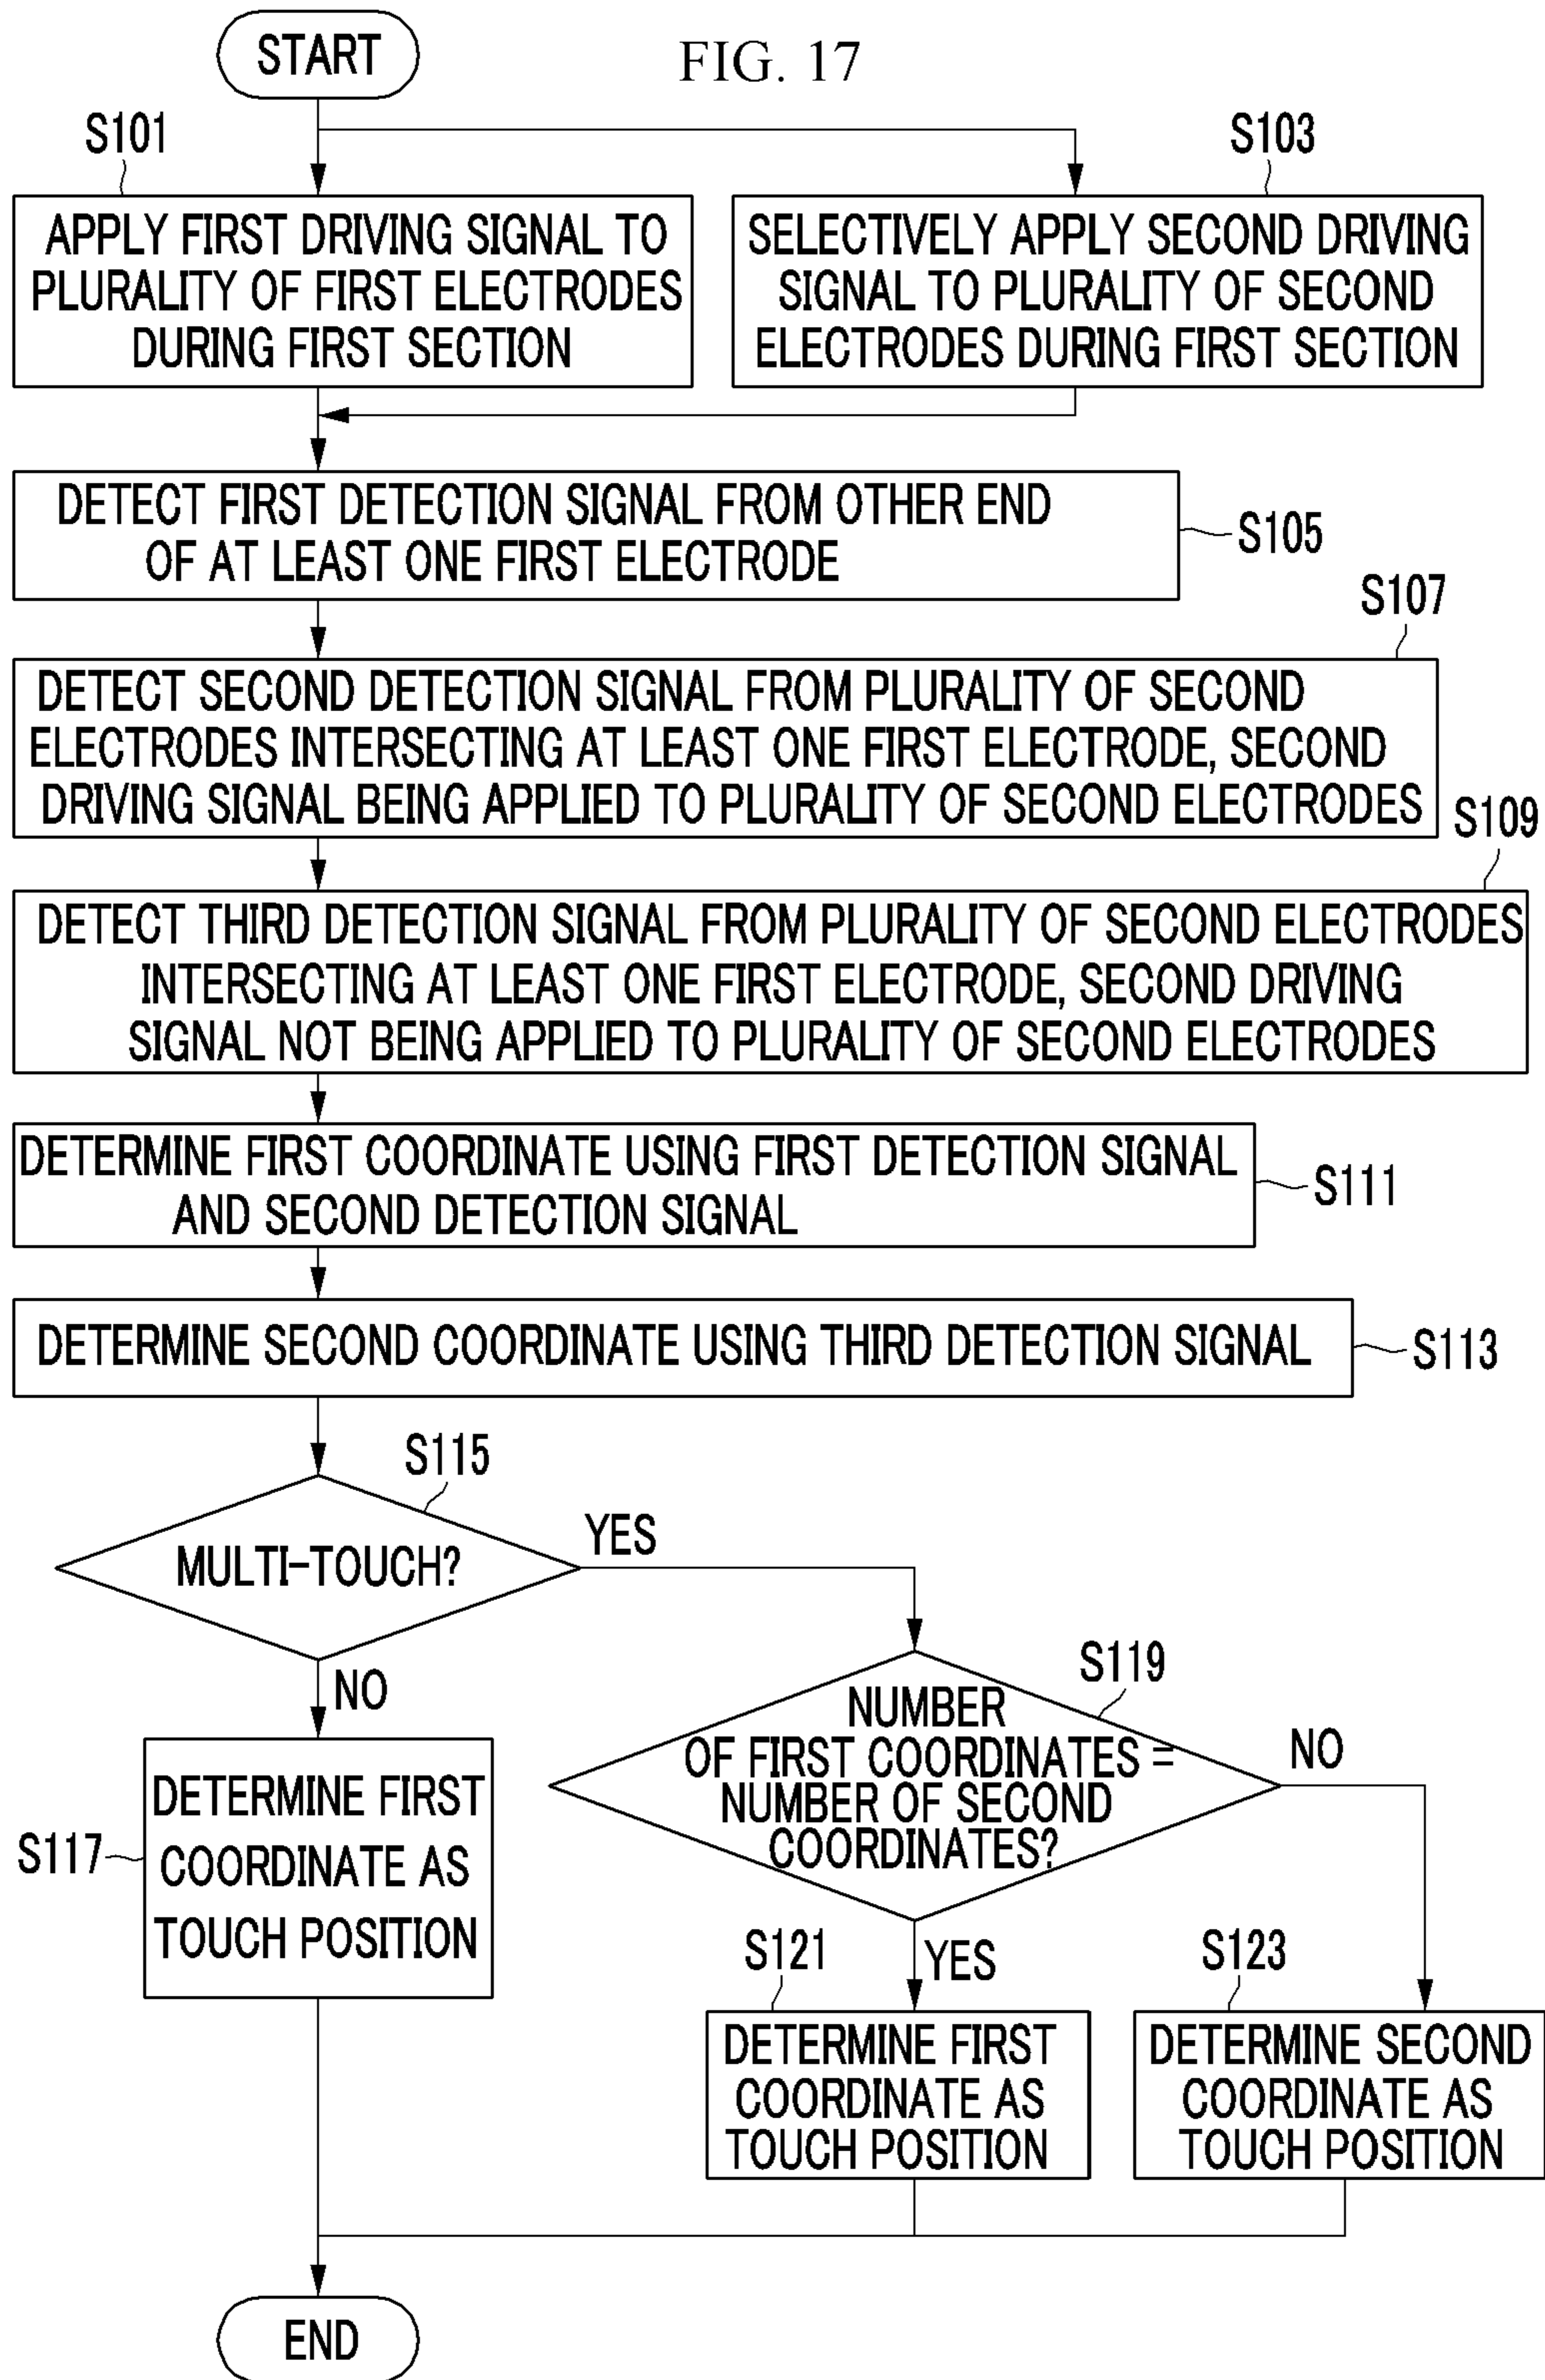 START
FIG. 17
S101
S103
APPLY FIRST DRIVING SIGNAL TO
PLURALITY OF FIRST ELECTRODES
DURING FIRST SECTION
SELECTIVELY APPLY SECOND DRIVING
SIGNAL TO PLURALITY OF SECOND
ELECTRODES DURING FIRST SECTION
DETECT FIRST DETECTION SIGNAL FROM OTHER END
OF AT LEAST ONE FIRST ELECTRODE
S105
S107
DETECT SECOND DETECTION SIGNAL FROM PLURALITY OF SECOND
ELECTRODES INTERSECTING AT LEAST ONE FIRST ELECTRODE, SECOND
DRIVING SIGNAL BEING APPLIED TO PLURALITY OF SECOND ELECTRODES
S109
DETECT THIRD DETECTION SIGNAL FROM PLURALITY OF SECOND ELECTRODES
INTERSECTING AT LEAST ONE FIRST ELECTRODE, SECOND DRIVING
SIGNAL NOT BEING APPLIED TO PLURALITY OF SECOND ELECTRODES
DETERMINE FIRST COORDINATE USING FIRST DETECTION SIGNAL
AND SECOND DETECTION SIGNAL
S111
DETERMINE SECOND COORDINATE USING THIRD DETECTION SIGNAL
S113
S115
MULTI-TOUCH?
YES
NO
S119
NUMBER
OF FIRST COORDINATES =
NUMBER OF SECOND
COORDINATES?
NO
S117
DETERMINE FIRST
COORDINATE AS
TOUCH POSITION
S121
YES
S123
DETERMINE FIRST
COORDINATE AS
TOUCH POSITION
DETERMINE SECOND
COORDINATE AS
TOUCH POSITION
END